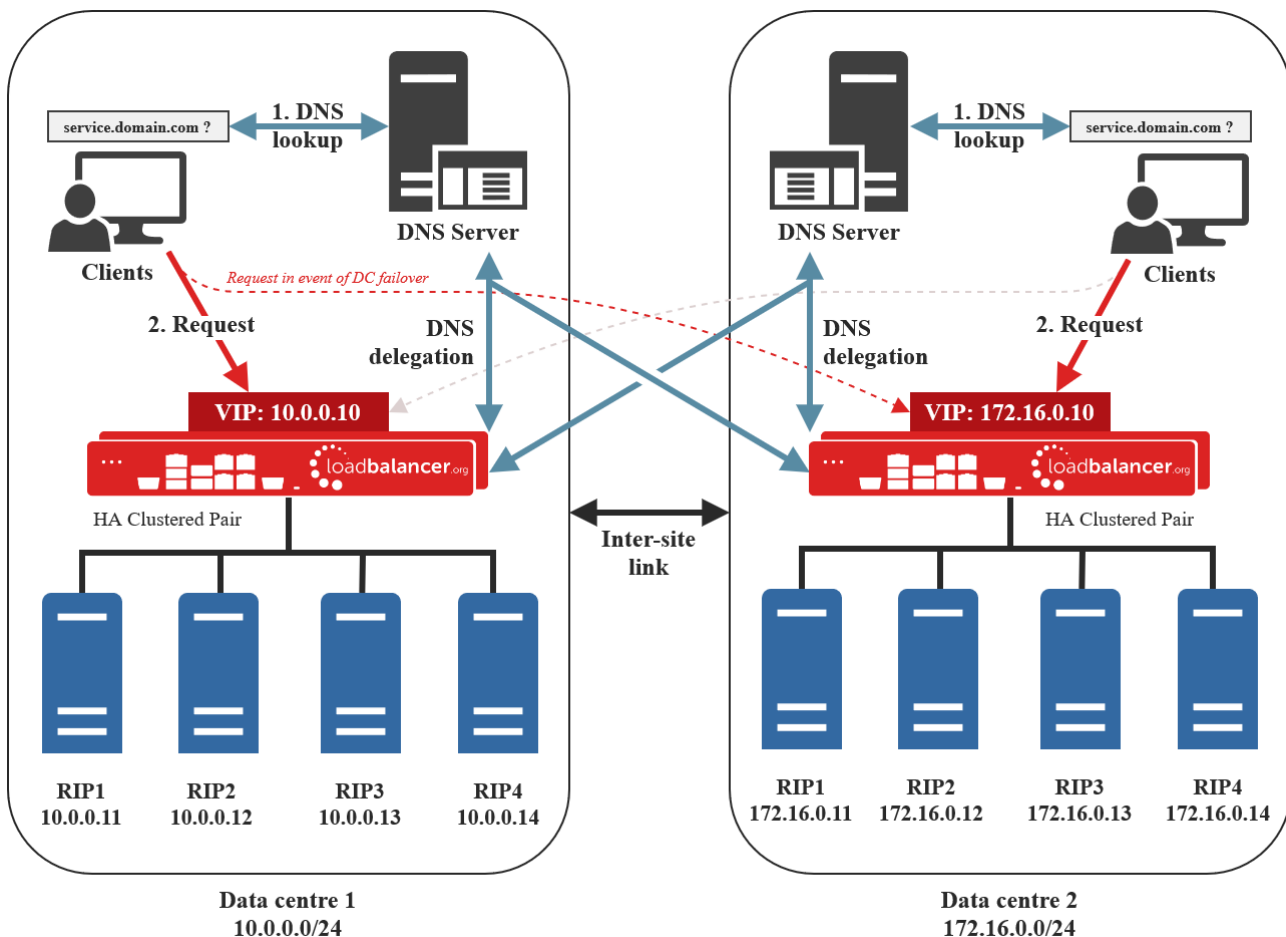 service.domain.com ?
1. DNS
lookup
DNS Server
Clients
Request in event of DC failover
2. Request
DNS
delegation
VIP: 10.0.0.10
loadbalancer.org
HA Clustered Pair
RIP1
10.0.0.11
RIP2
10.0.0.12
RIP3
10.0.0.13
RIP4
10.0.0.14
Data centre 1
10.0.0.0/24
Inter-site
link
1. DNS
lookup
service.domain.com ?
DNS Server
Clients
2. Request
DNS
delegation
VIP: 172.16.0.10
loadbalancer.org
HA Clustered Pair
RIP1
172.16.0.11
RIP2
172.16.0.12
RIP3
172.16.0.13
RIP4
172.16.0.14
Data centre 2
172.16.0.0/24